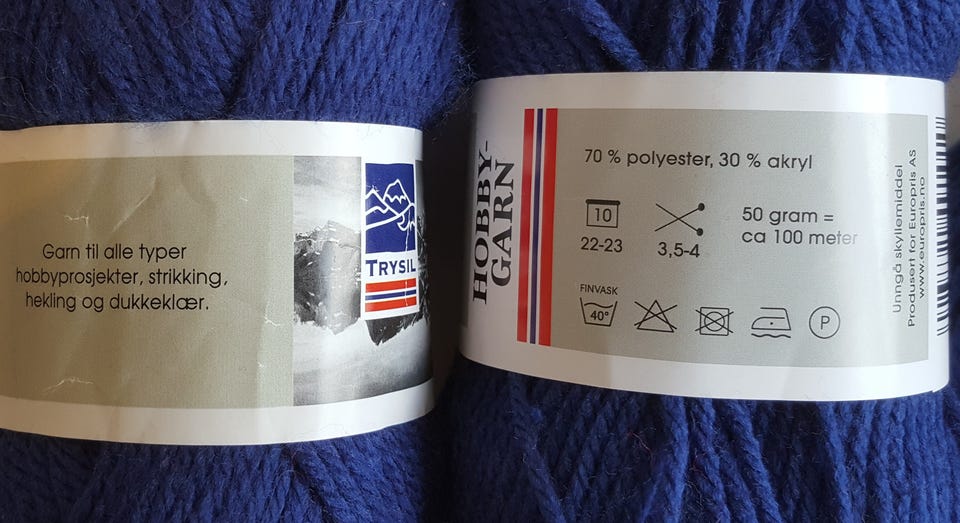 Garn til alle typer
hobbyprosjekter, strikking,
hekling og dukkeklær.
TRYSIL
HOBBY-
GARN
70 % polyester, 30 % akryl
10
22-23
3,5-4
50 gram =
ca 100 meter
FINVASK
40°
P
Unngå skyllemiddel
Produsert for Europris AS
www.europris.no